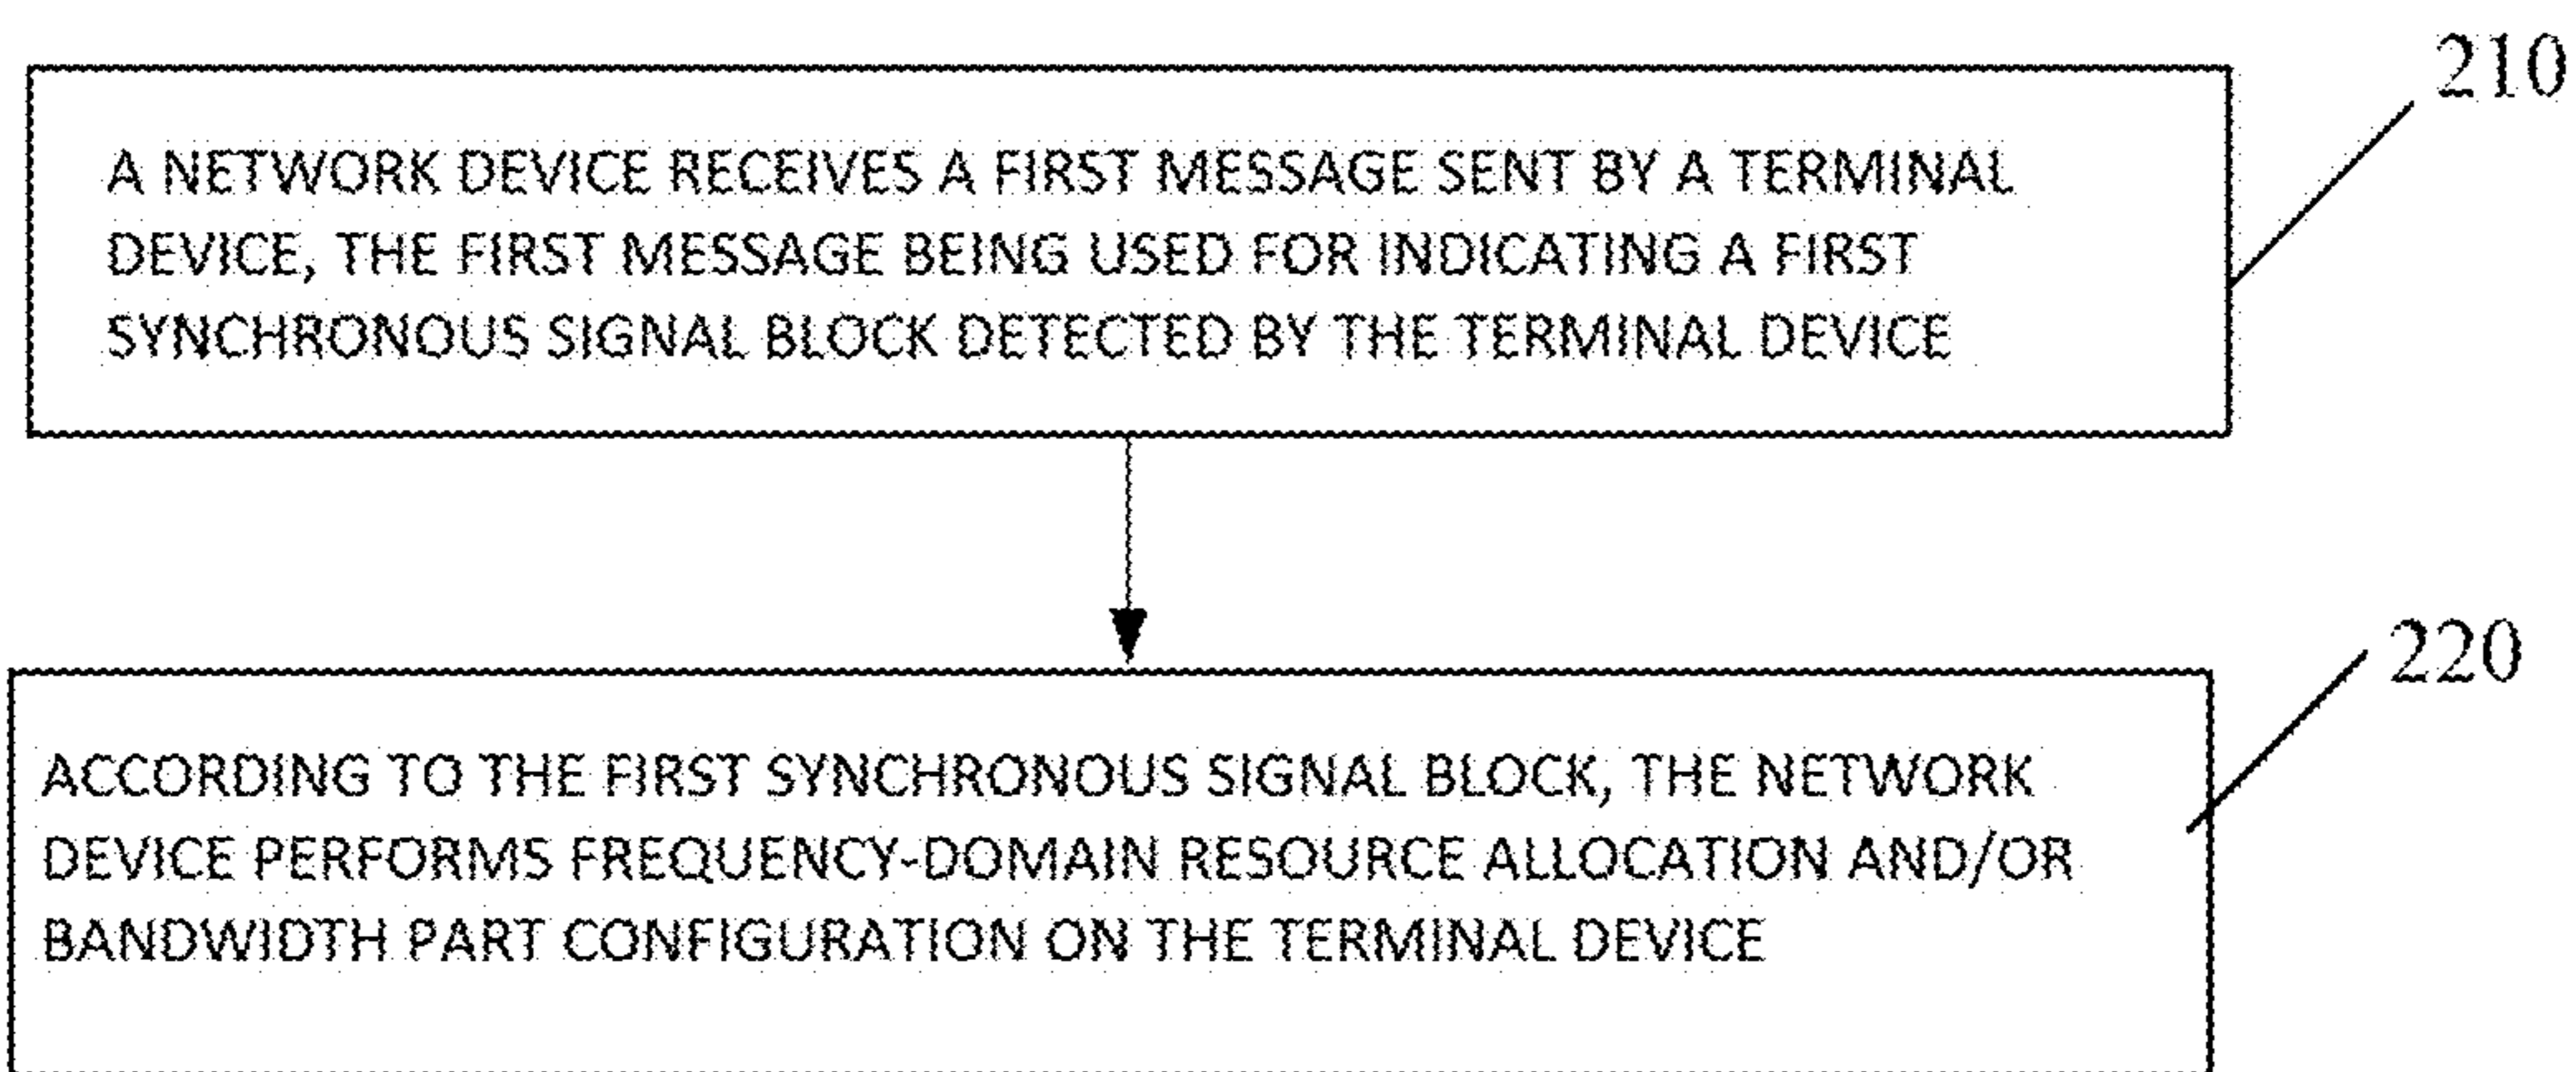 210
A NETWORK DEVICE RECEIVES A FIRST MESSAGE SENT BY A TERMINAL
DEVICE, THE FIRST MESSAGE BEING USED FOR INDICATING A FIRST
SYNCHRONOUS SIGNAL BLOCK DETECTED BY THE TERMINAL DEVICE
220
ACCORDING TO THE FIRST SYNCHRONOUS SIGNAL BLOCK, THE NETWORK
DEVICE PERFORMS FREQUENCY-DOMAIN RESOURCE ALLOCATION AND/OR
BANDWIDTH PART CONFIGURATION ON THE TERMINAL DEVICE